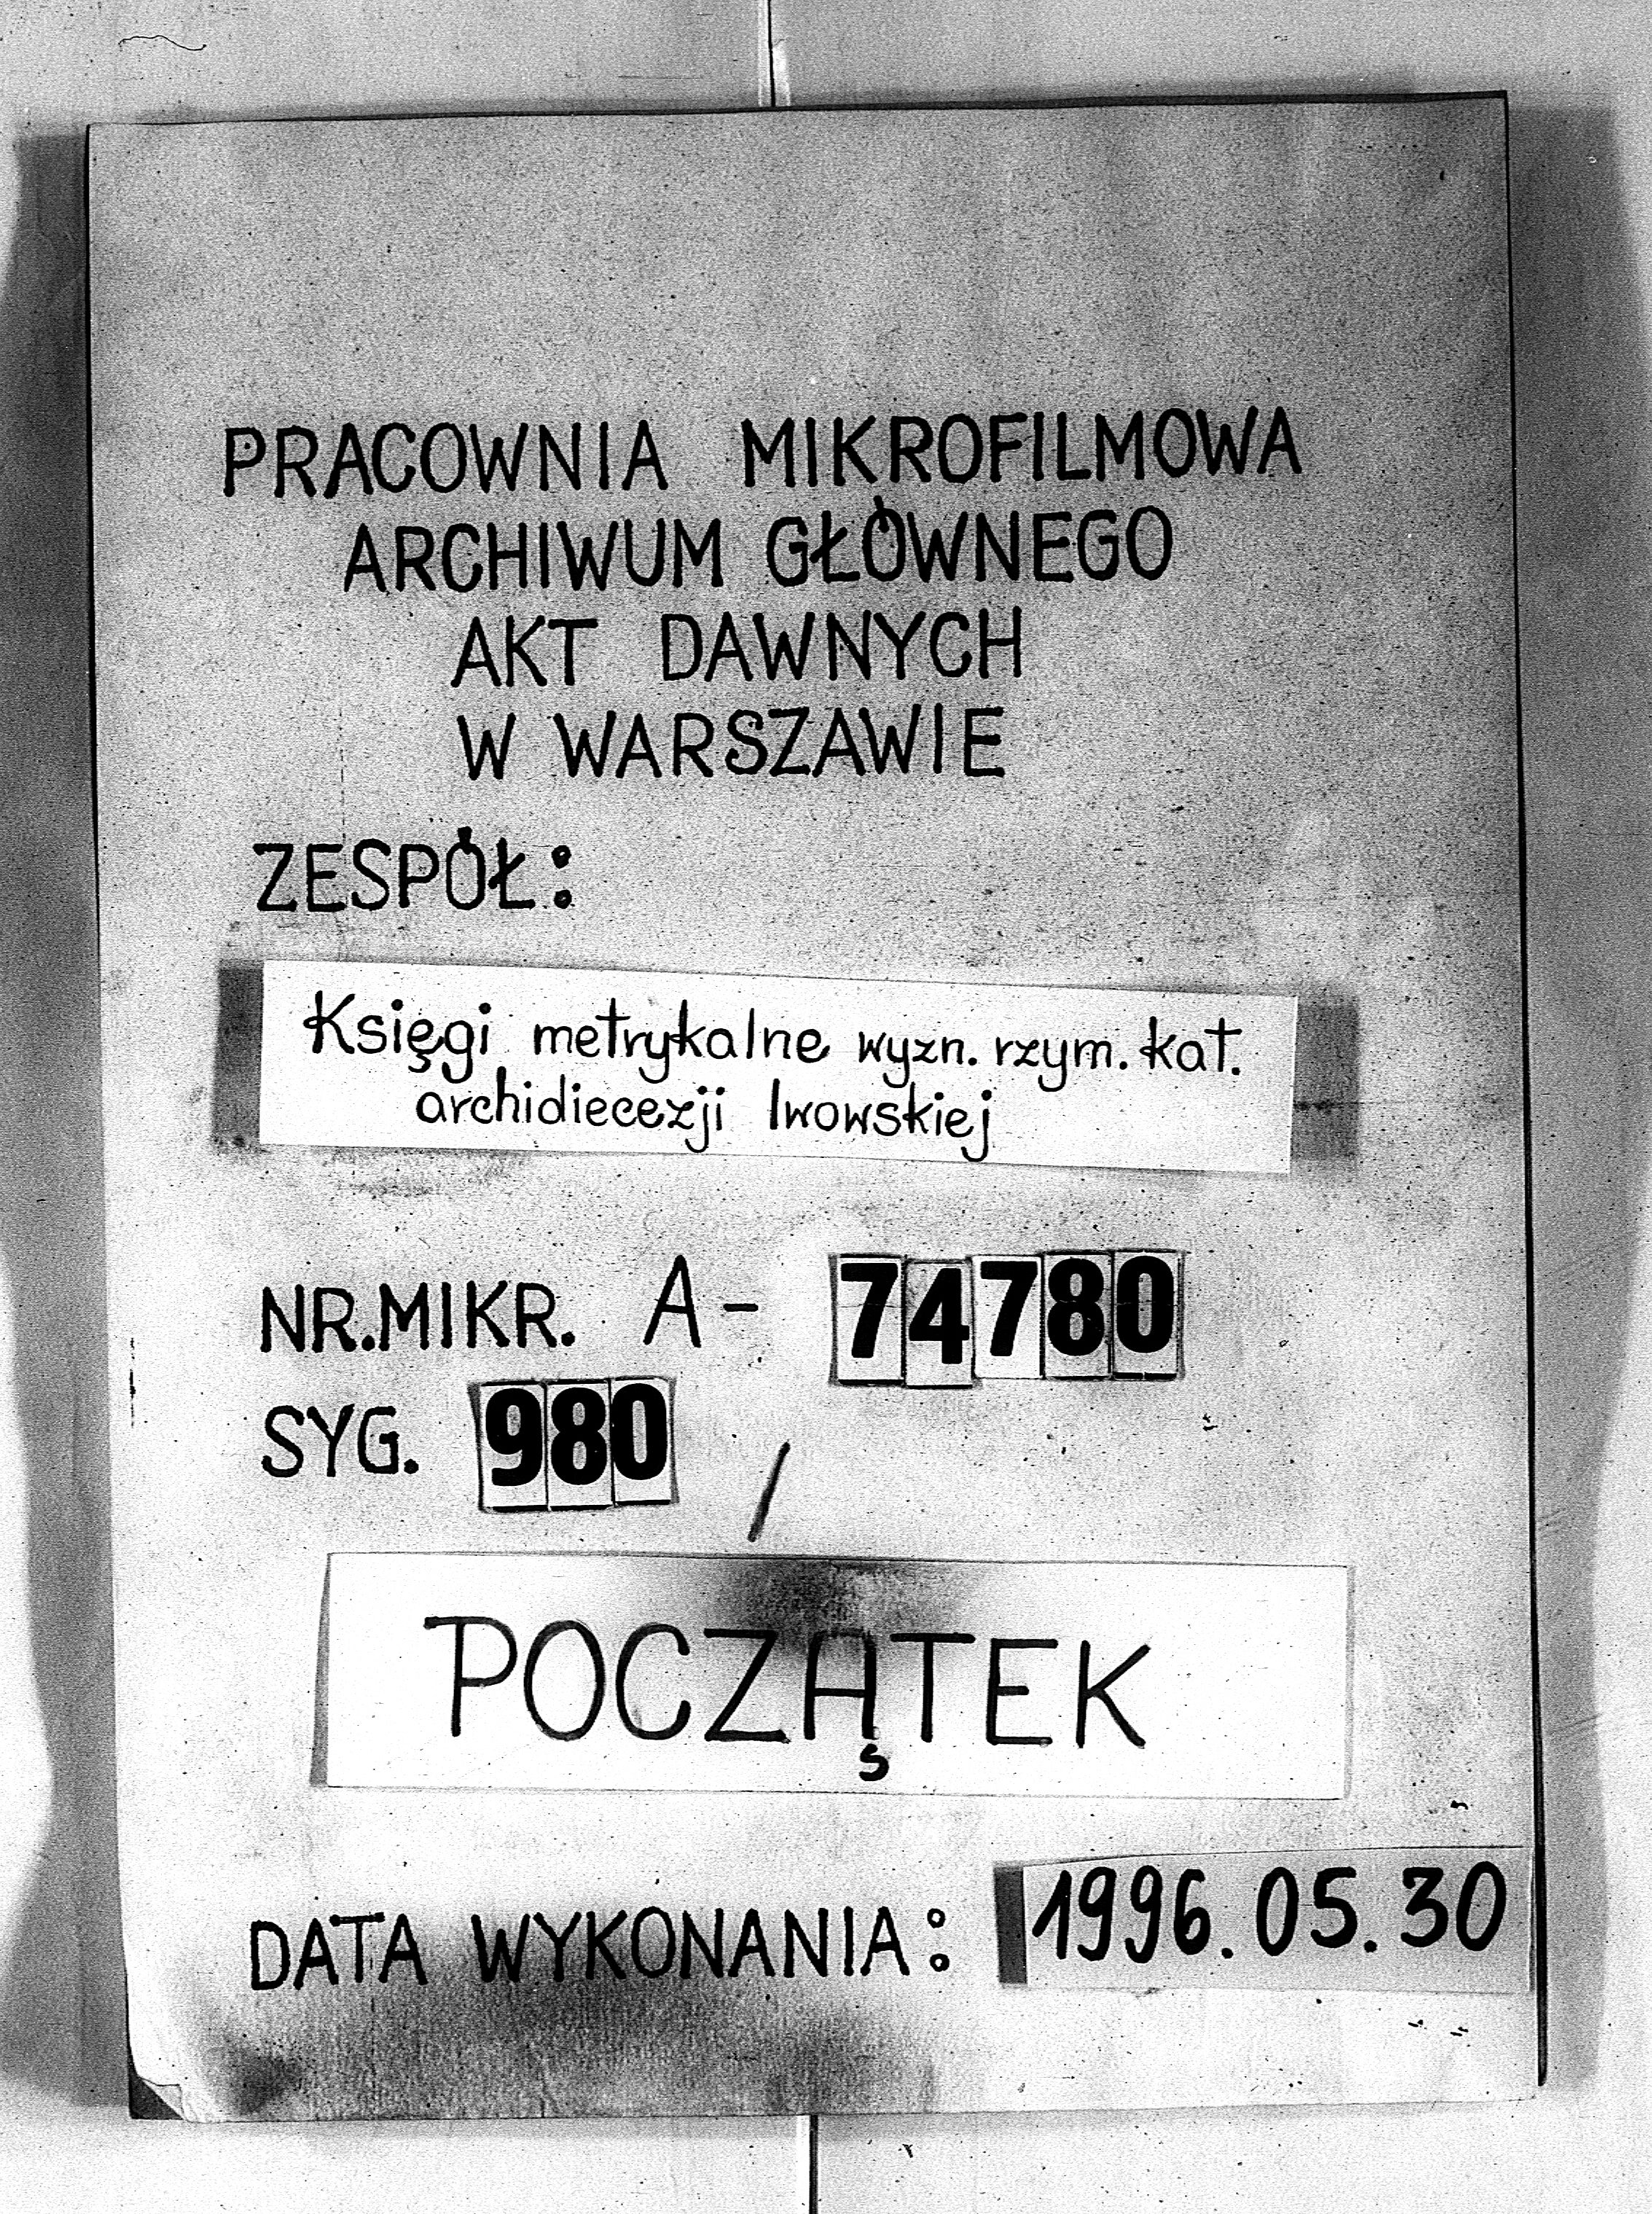 PRACOWNIA MIKROFILMOWA
ARCHIWUM GŁÓWNEGO
AKT DAWNYCH
W WARSZAWIE
ZESPÓŁ:
Księgi metrykalne wyzn. rzym. kat.
archidiecezji lwowskiej
NR. MIKR. A- 74780
SYG. 980 /
POCZĄTEK
DATA WYKONANIA: 1996.05.30